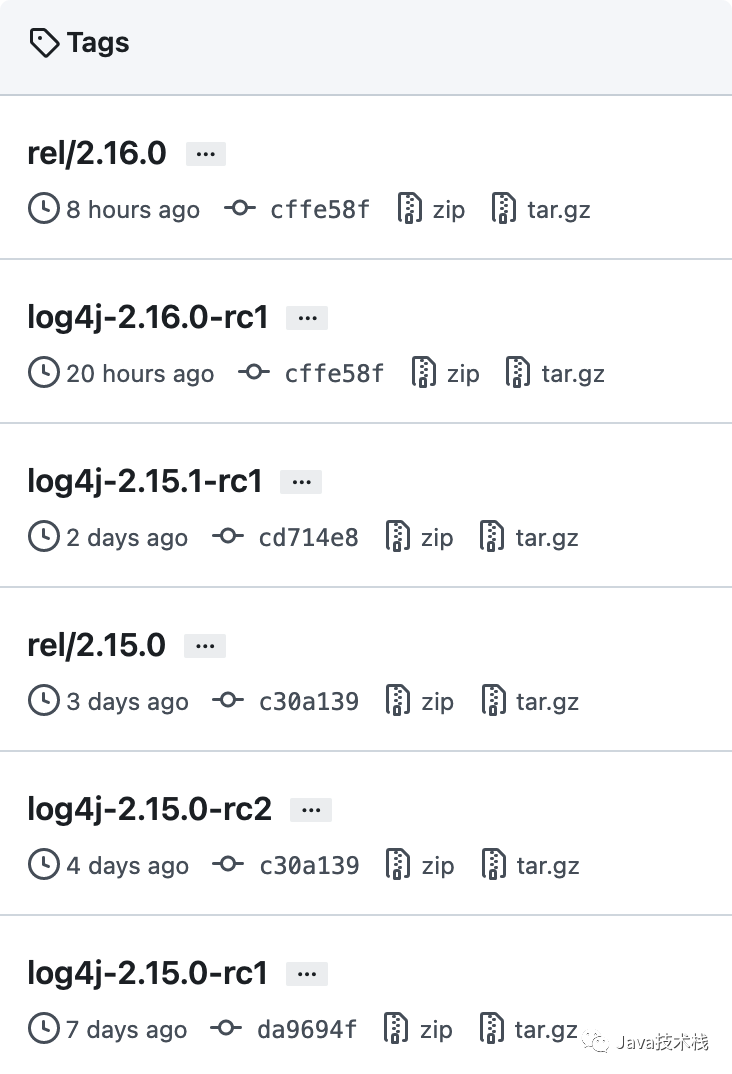 Tags
rel/2.16.0 ...
8 hours ago cffe58f zip tar.gz
log4j-2.16.0-rc1 ...
20 hours ago cffe58f zip tar.gz
log4j-2.15.1-rc1 ...
2 days ago cd714e8 zip tar.gz
rel/2.15.0 ...
3 days ago c30a139 zip tar.gz
log4j-2.15.0-rc2 ...
4 days ago c30a139 zip tar.gz
log4j-2.15.0-rc1 ...
7 days ago da9694f zip tar.gz
Java技术栈